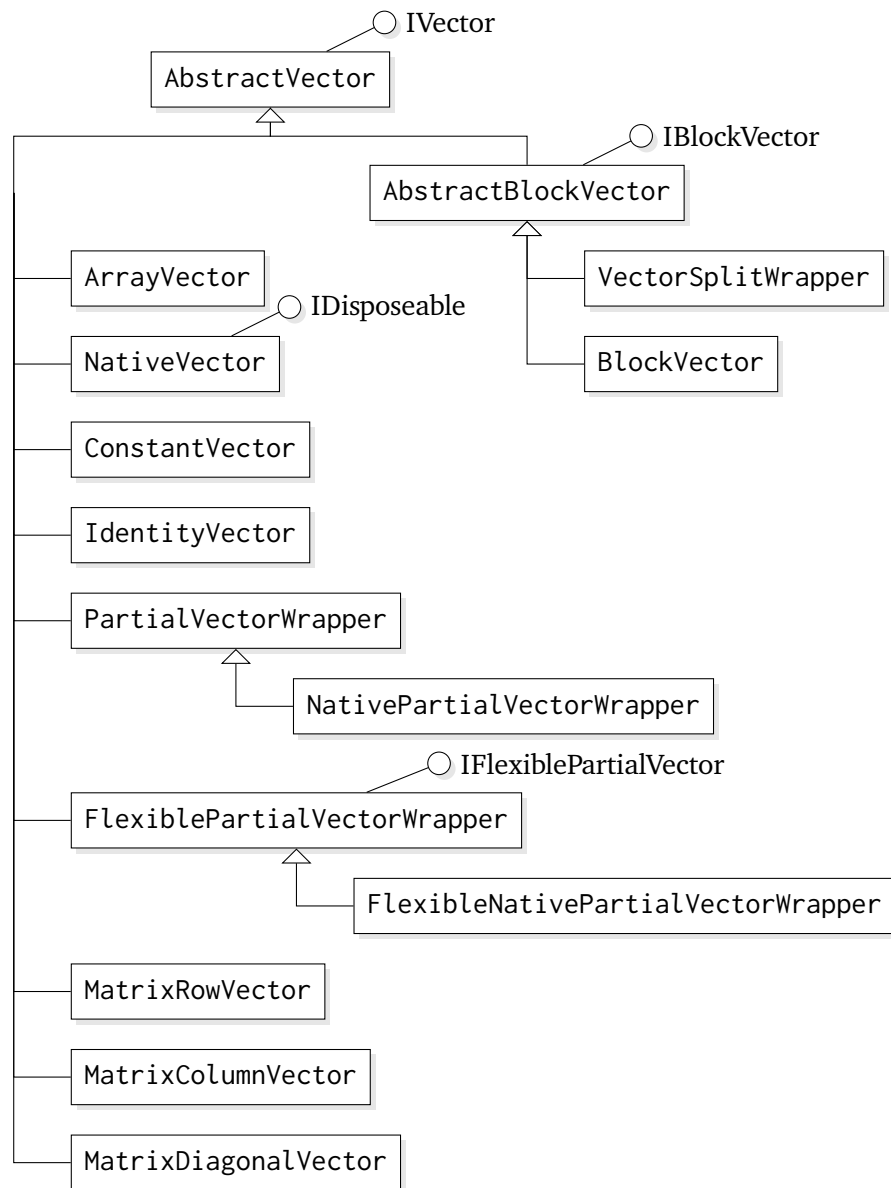 IVector
AbstractVector
IBlockVector
AbstractBlockVector
ArrayVector
VectorSplitWrapper
IDisposeable
NativeVector
BlockVector
ConstantVector
IdentityVector
PartialVectorWrapper
NativePartialVectorWrapper
IFlexiblePartialVector
FlexiblePartialVectorWrapper
FlexibleNativePartialVectorWrapper
MatrixRowVector
MatrixColumnVector
MatrixDiagonalVector